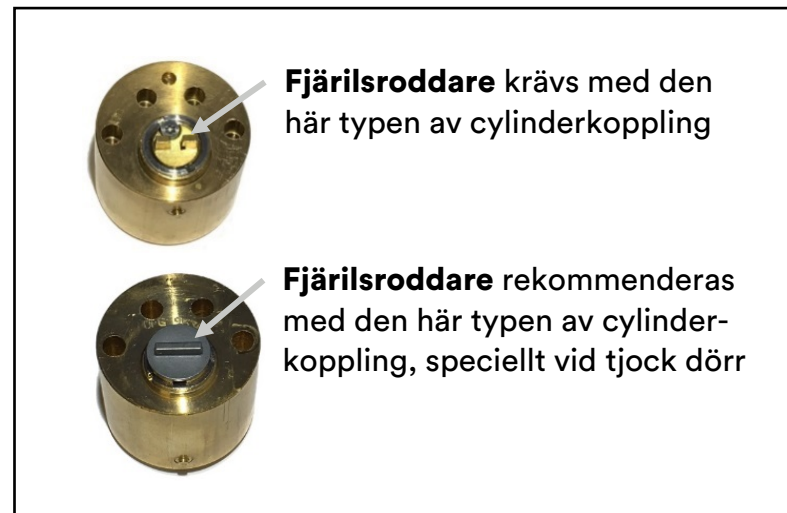 Fjärilsroddare krävs med den
här typen av cylinderkoppling
Fjärilsroddare rekommenderas
med den här typen av cylinder-
koppling, speciellt vid tjock dörr